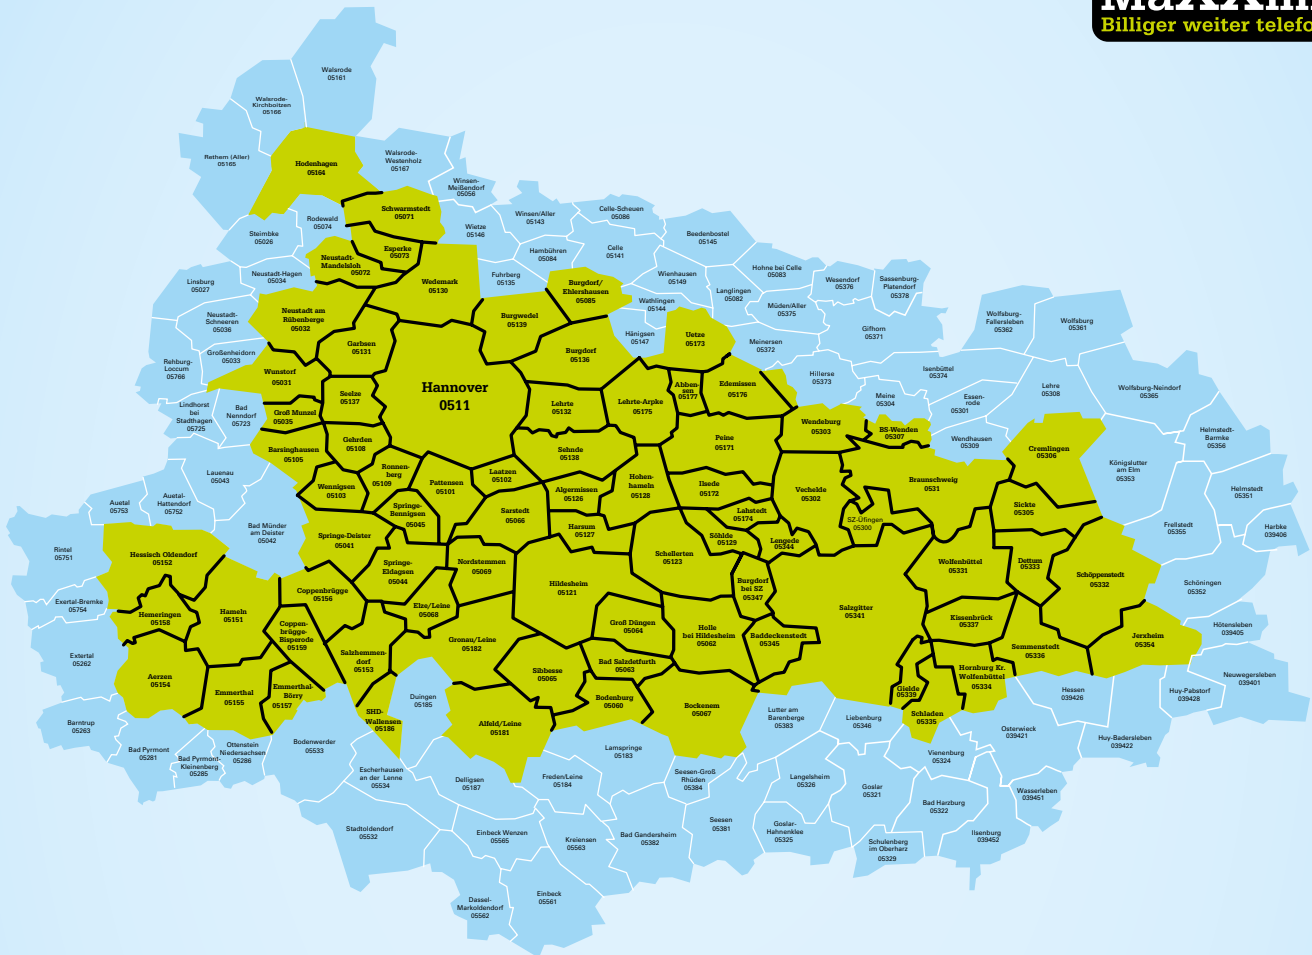 MaXXim
Billiger weiter telefo
Walsrode
05161
Walsrode-
Kirchboitzen
05166
Rethem (Aller)
05165
Hodenhagen
05164
Walsrode-
Westenholz
05167
Winsen-
Meißendorf
05056
Schwarmstedt
05071
Rodewald
05074
Steimbke
05026
Esperke
05073
Neustadt-
Mandelsloh
05072
Wietze
05146
Winsen/Aller
05143
Celle-Scheuen
05086
Hambühren
05084
Celle
05141
Beedenbostel
05145
Linsburg
05027
Neustadt-Hagen
05034
Wedemark
05130
Fuhrberg
05135
Burgdorf/
Ehlershausen
05085
Wienhausen
05149
Hohne bei Celle
05083
Wesendorf
05376
Sassenburg-
Platendorf
05378
Langlingen
05082
Wathlingen
05144
Müden/Aller
05375
Neustadt-
Schneeren
05036
Neustadt am
Rübenberge
05032
Burgwedel
05139
Hänigsen
05147
Uetze
05173
Meinersen
05372
Gifhorn
05371
Wolfsburg-
Fallersleben
05362
Wolfsburg
05361
Großenheidorn
05033
Garbsen
05131
Burgdorf
05136
Rehburg-
Loccum
05766
Wunstorf
05031
Seelze
05137
Hannover
0511
Lehrte
05132
Lehrte-Arpke
05175
Abben-
sen
05177
Edemissen
05176
Hillerse
05373
Isenbüttel
05374
Meine
05304
Essen-
rode
05301
Lehre
05308
Wolfsburg-Neindorf
05365
Lindhorst
bei
Stadthagen
05725
Bad
Nenndorf
05723
Groß Munzel
05035
Wendeburg
05303
BS-Wenden
05307
Wendhausen
05309
Cremlingen
05306
Helmstedt-
Barmke
05356
Barsinghausen
05105
Gehrden
05108
Sehnde
05138
Peine
05171
Königslutter
am Elm
05353
Lauenau
05043
Ronnen-
berg
05109
Pattensen
05101
Laatzen
05102
Hohen-
hameln
05128
Ilsede
05172
Vechelde
05302
Braunschweig
0531
Helmstedt
05351
Auetal
05753
Auetal-
Hattendorf
05752
Wennigsen
05103
Springe-
Bennigsen
05045
Sarstedt
05066
Algermissen
05126
Lahstedt
05174
SZ-Üfingen
05300
Sickte
05305
Frellstedt
05355
Harbke
039406
Bad Münder
am Deister
05042
Springe-Deister
05041
Harsum
05127
Söhlde
05129
Lengede
05344
Rintel
05751
Hessisch Oldendorf
05152
Springe-
Eldagsen
05044
Nordstemmen
05069
Schellerten
05123
Wolfenbüttel
05331
Dettum
05333
Schöppenstedt
05332
Schöningen
05352
Exertal-Bremke
05754
Hemeringen
05158
Hameln
05151
Coppenbrügge
05156
Elze/Leine
05068
Hildesheim
05121
Burgdorf
bei SZ
05347
Salzgitter
05341
Kissenbrück
05337
Hötensleben
039405
Coppen-
brügge-
Bisperode
05159
Groß Düngen
05064
Holle
bei Hildesheim
05062
Baddeckenstedt
05345
Semmenstedt
05336
Jerxheim
05354
Extertal
05262
Aerzen
05154
Salzhemmen-
dorf
05153
Gronau/Leine
05182
Sibbesse
05065
Bad Salzdetfurth
05063
Hornburg Kr.
Wolfenbüttel
05334
Neuwegersleben
039401
Emmerthal
05155
Emmerthal-
Börry
05157
Duingen
05185
Bodenburg
05060
Bockenem
05067
Gielde
05339
Hessen
039426
Huy-Pabstorf
039428
Barntrup
05263
SHD-
Wallensen
05186
Alfeld/Leine
05181
Lutter am
Barenberge
05383
Liebenburg
05346
Schladen
05335
Osterwieck
039421
Huy-Badersleben
039422
Bad Pyrmont
05281
Bad Pyrmont-
Kleinenberg
05285
Ottenstein
Niedersachsen
05286
Bodenwerder
05533
Lamspringe
05183
Vienenburg
05324
Escherhausen
an der Lenne
05534
Delligsen
05187
Freden/Leine
05184
Seesen-Groß
Rhüden
05384
Langelsheim
05326
Goslar
05321
Bad Harzburg
05322
Wasserleben
039451
Stadtoldendorf
05532
Einbeck Wenzen
05565
Kreiensen
05563
Bad Gandersheim
05382
Seesen
05381
Goslar-
Hahnenklee
05325
Schulenberg
im Oberharz
05329
Ilsenburg
039452
Dassel-
Markoldendorf
05562
Einbeck
05561